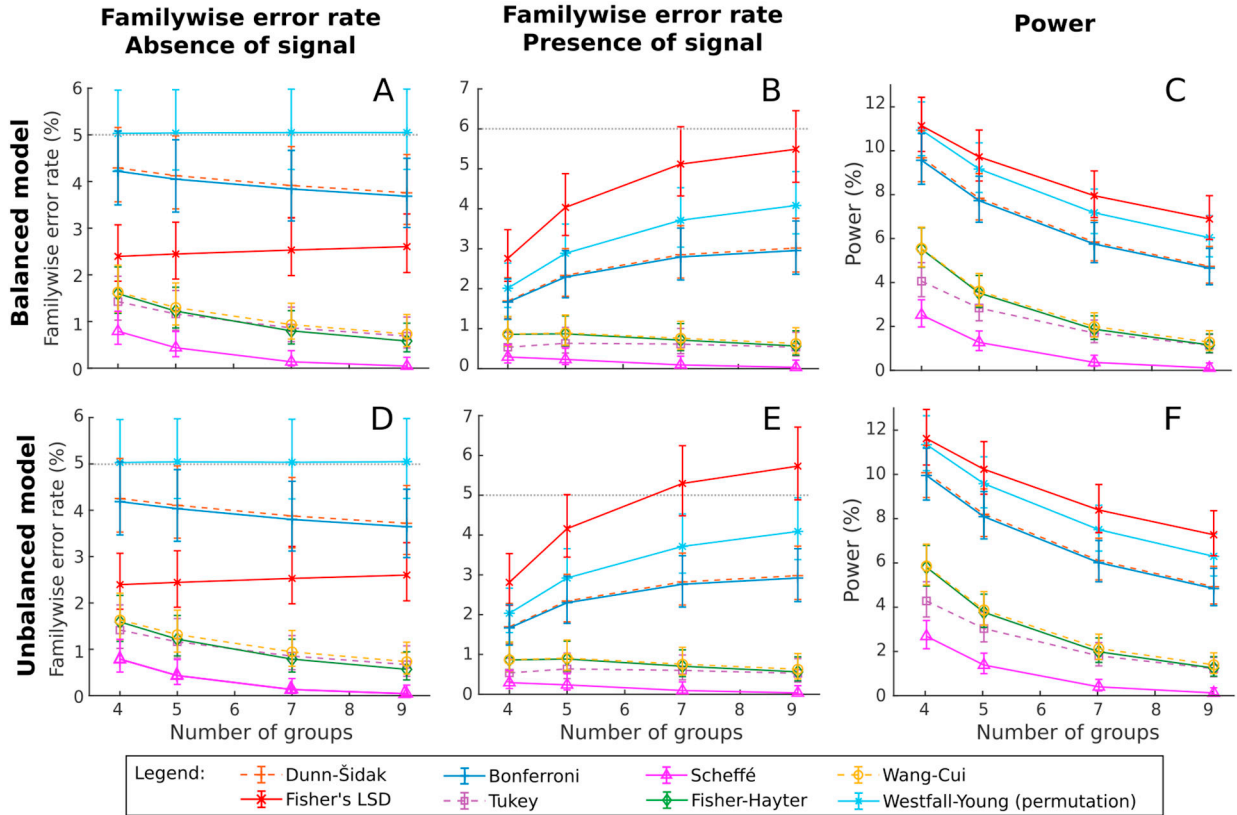 Familywise error rate
Absence of signal
Familywise error rate
Presence of signal
Power
Balanced model
Familywise error rate (%)
6
5
4
3
2
1
0
A
7
6
5
4
3
2
1
0
B
Power (%)
12
10
8
6
4
2
0
C
Unbalanced model
Familywise error rate (%)
6
5
4
3
2
1
0
D
7
6
5
4
3
2
1
0
E
Power (%)
12
10
8
6
4
2
0
F
4 5 6 7 8 9
Number of groups
4 5 6 7 8 9
Number of groups
4 5 6 7 8 9
Number of groups
Legend: Dunn-Šidak Bonferroni Scheffé Wang-Cui
Fisher's LSD Tukey Fisher-Hayter Westfall-Young (permutation)